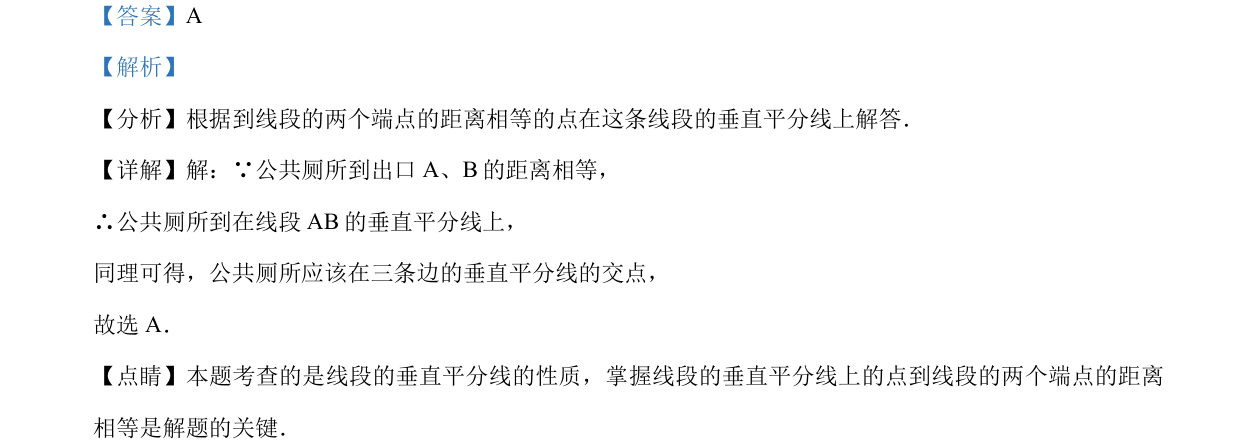 【答案】A
【解析】
【分析】根据到线段的两个端点的距离相等的点在这条线段的垂直平分线上解答．
【详解】解：∵公共厕所到出口 A、B 的距离相等，
∴公共厕所到在线段 AB 的垂直平分线上，
同理可得，公共厕所应该在三条边的垂直平分线的交点，
故选 A．
【点睛】本题考查的是线段的垂直平分线的性质，掌握线段的垂直平分线上的点到线段的两个端点的距离
相等是解题的关键．